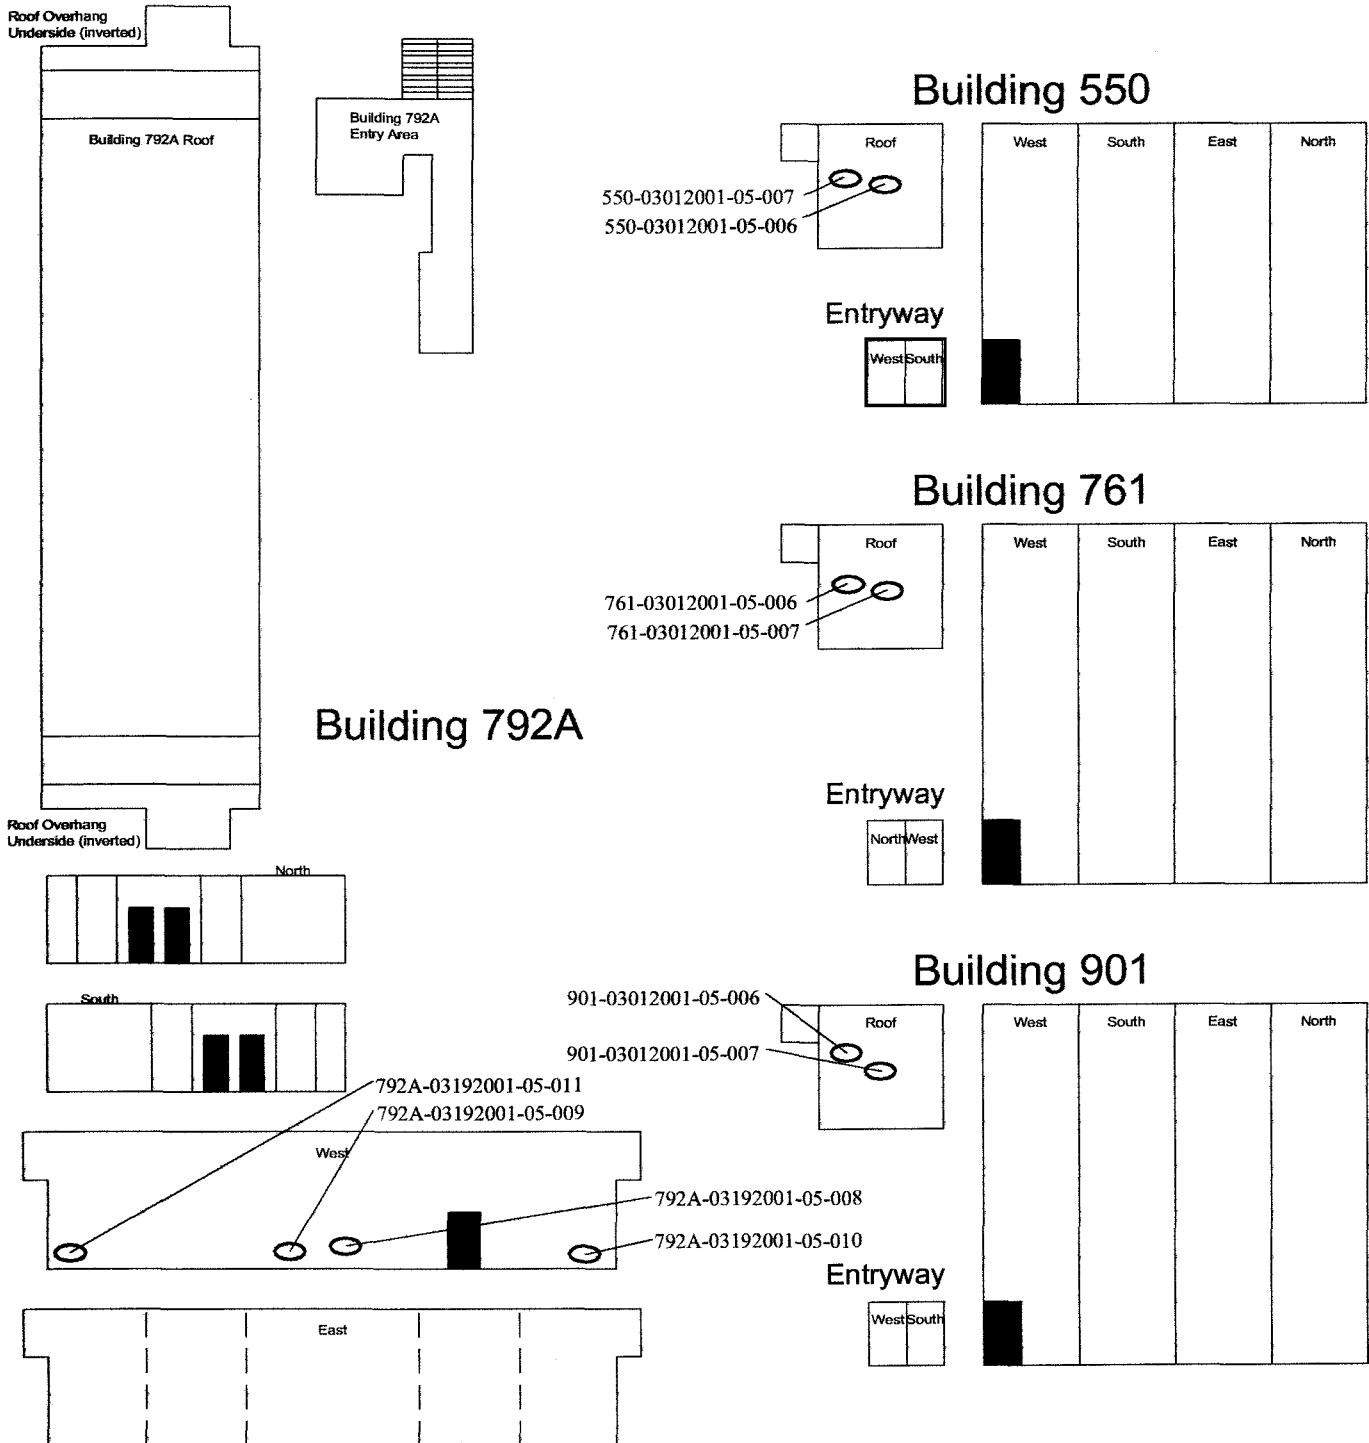 Roof Overhang
Underside (inverted)
Building 792A Roof
Building 792A
Entry Area
Building 792A
Roof Overhang
Underside (inverted)
North
South
792A-03192001-05-011
792A-03192001-05-009
West
792A-03192001-05-008
792A-03192001-05-010
East
Building 550
Roof
West South East North
550-03012001-05-007
550-03012001-05-006
Entryway
West South
Building 761
Roof
West South East North
761-03012001-05-006
761-03012001-05-007
Entryway
North West
Building 901
901-03012001-05-006
Roof
West South East North
901-03012001-05-007
Entryway
West South